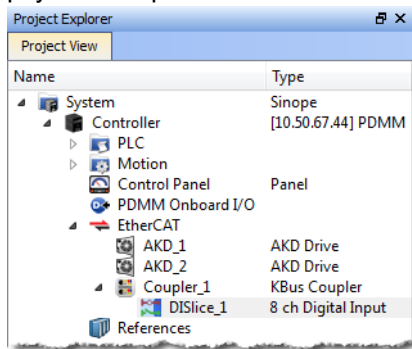 Project Explorer
Project View
Name Type
System Sinope
Controller [10.50.67.44] PDMM
PLC
Motion
Control Panel Panel
PDMM Onboard I/O
EtherCAT
AKD_1 AKD Drive
AKD_2 AKD Drive
Coupler_1 KBus Coupler
DISlice_1 8 ch Digital Input
References